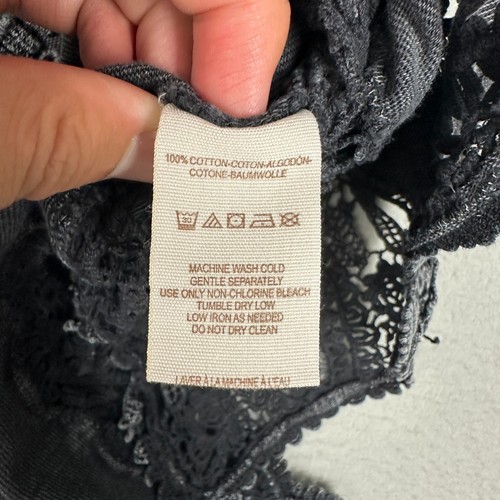 100% COTTON-COTON-ALGODÓN-
COTONE-BAUMWOLLE
30
MACHINE WASH COLD
GENTLE SEPARATELY
USE ONLY NON-CHLORINE BLEACH
TUMBLE DRY LOW
LOW IRON AS NEEDED
DO NOT DRY CLEAN
LAVER À LA MACHINE À L'EAU